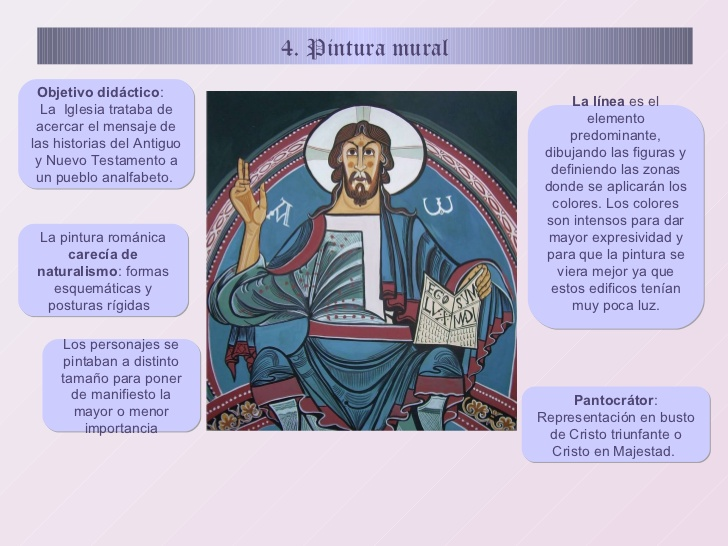 4. Pintura mural
Objetivo didáctico:
La Iglesia trataba de
acercar el mensaje de
las historias del Antiguo
y Nuevo Testamento a
un pueblo analfabeto.
La pintura románica
carecía de
naturalismo: formas
esquemáticas y
posturas rígidas
Los personajes se
pintaban a distinto
tamaño para poner
de manifiesto la
mayor o menor
importancia
A
ω
EGO
SVM
LVX
MVDI
La línea es el
elemento
predominante,
dibujando las figuras y
definiendo las zonas
donde se aplicarán los
colores. Los colores
son intensos para dar
mayor expresividad y
para que la pintura se
viera mejor ya que
estos edificos tenían
muy poca luz.
Pantocrátor:
Representación en busto
de Cristo triunfante o
Cristo en Majestad.